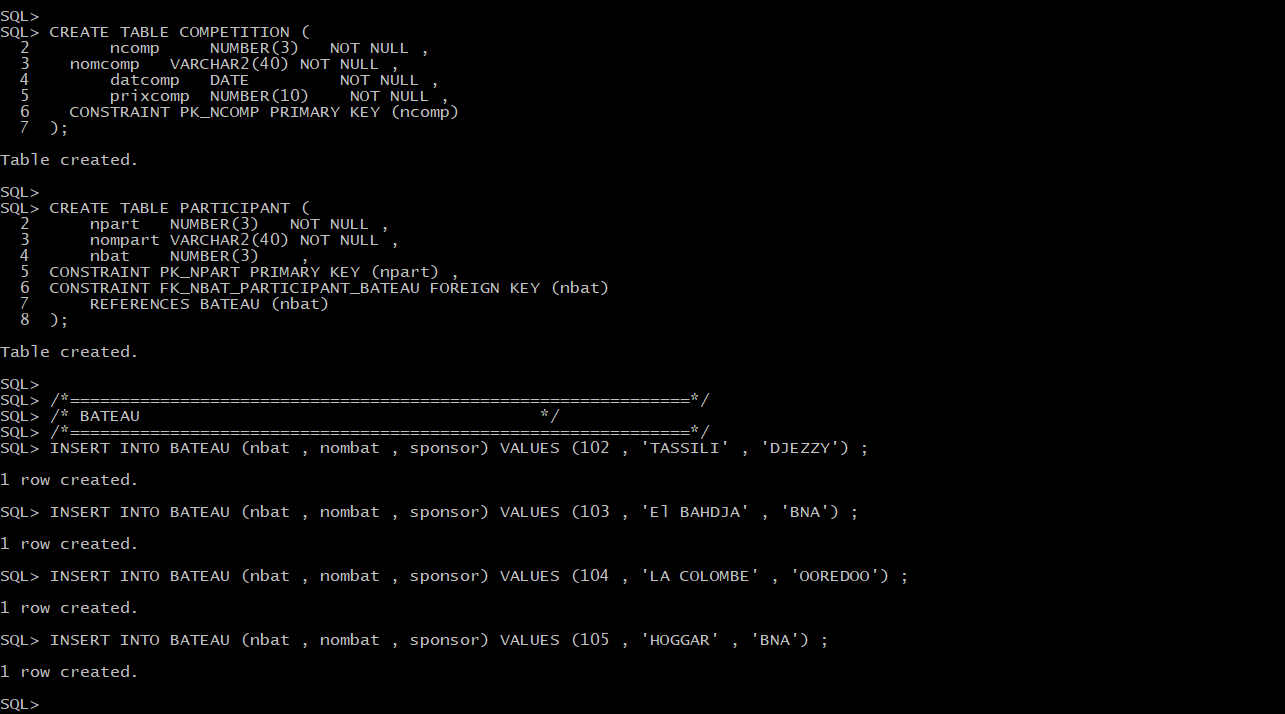 SQL>
SQL> CREATE TABLE COMPETITION (
  2        ncomp     NUMBER(3)   NOT NULL ,
  3    nomcomp   VARCHAR2(40) NOT NULL ,
  4        datcomp   DATE         NOT NULL ,
  5        prixcomp  NUMBER(10)    NOT NULL ,
  6    CONSTRAINT PK_NCOMP PRIMARY KEY (ncomp)
  7  );
Table created.
SQL>
SQL> CREATE TABLE PARTICIPANT (
  2      npart   NUMBER(3)   NOT NULL ,
  3      nompart VARCHAR2(40) NOT NULL ,
  4      nbat    NUMBER(3)    ,
  5  CONSTRAINT PK_NPART PRIMARY KEY (npart) ,
  6  CONSTRAINT FK_NBAT_PARTICIPANT_BATEAU FOREIGN KEY (nbat)
  7      REFERENCES BATEAU (nbat)
  8  );
Table created.
SQL>
SQL> /*==============================================================*/
SQL> /* BATEAU                                        */
SQL> /*==============================================================*/
SQL> INSERT INTO BATEAU (nbat , nombat , sponsor) VALUES (102 , 'TASSILI' , 'DJEZZY') ;
1 row created.
SQL> INSERT INTO BATEAU (nbat , nombat , sponsor) VALUES (103 , 'El BAHDJA' , 'BNA') ;
1 row created.
SQL> INSERT INTO BATEAU (nbat , nombat , sponsor) VALUES (104 , 'LA COLOMBE' , 'OOREDOO') ;
1 row created.
SQL> INSERT INTO BATEAU (nbat , nombat , sponsor) VALUES (105 , 'HOGGAR' , 'BNA') ;
1 row created.
SQL>